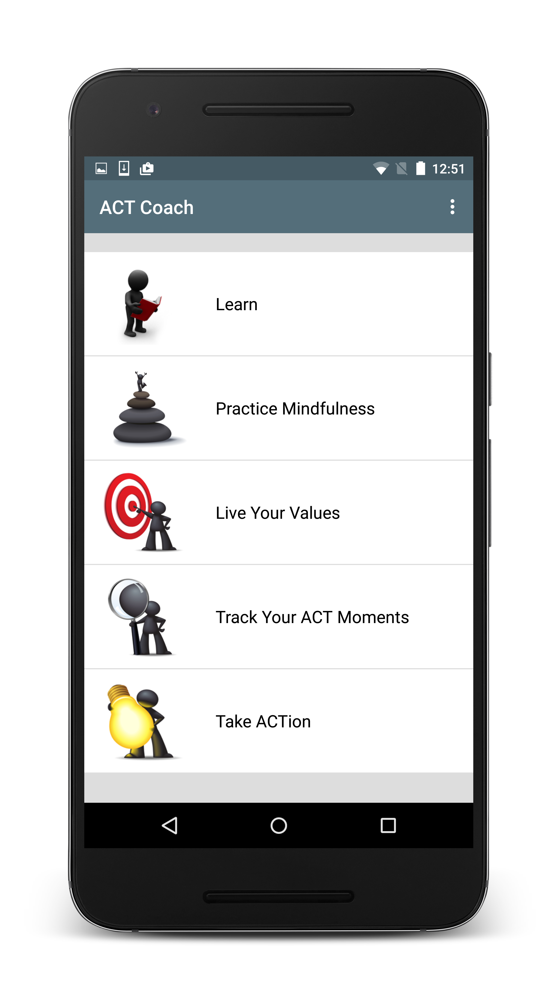 12:51
ACT Coach
Learn
Practice Mindfulness
Live Your Values
Track Your ACT Moments
Take ACTion